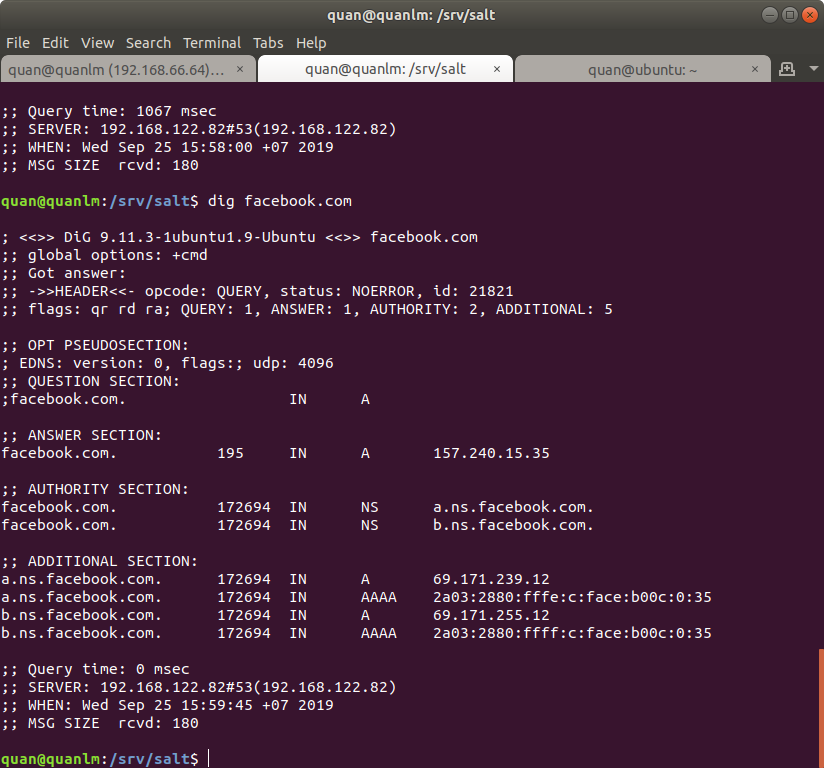 quan@quanlm: /srv/salt
File Edit View Search Terminal Tabs Help
quan@quanlm (192.168.66.64)... × quan@quanlm: /srv/salt × quan@ubuntu: ~ ×
;; Query time: 1067 msec
;; SERVER: 192.168.122.82#53(192.168.122.82)
;; WHEN: Wed Sep 25 15:58:00 +07 2019
;; MSG SIZE  rcvd: 180
quan@quanlm:/srv/salt$ dig facebook.com
; <<>> DiG 9.11.3-1ubuntu1.9-Ubuntu <<>> facebook.com
;; global options: +cmd
;; Got answer:
;; ->>HEADER<<- opcode: QUERY, status: NOERROR, id: 21821
;; flags: qr rd ra; QUERY: 1, ANSWER: 1, AUTHORITY: 2, ADDITIONAL: 5
;; OPT PSEUDOSECTION:
; EDNS: version: 0, flags:; udp: 4096
;; QUESTION SECTION:
;facebook.com. IN A
;; ANSWER SECTION:
facebook.com. 195 IN A 157.240.15.35
;; AUTHORITY SECTION:
facebook.com. 172694 IN NS a.ns.facebook.com.
facebook.com. 172694 IN NS b.ns.facebook.com.
;; ADDITIONAL SECTION:
a.ns.facebook.com. 172694 IN A 69.171.239.12
a.ns.facebook.com. 172694 IN AAAA 2a03:2880:fffe:c:face:b00c:0:35
b.ns.facebook.com. 172694 IN A 69.171.255.12
b.ns.facebook.com. 172694 IN AAAA 2a03:2880:ffff:c:face:b00c:0:35
;; Query time: 0 msec
;; SERVER: 192.168.122.82#53(192.168.122.82)
;; WHEN: Wed Sep 25 15:59:45 +07 2019
;; MSG SIZE  rcvd: 180
quan@quanlm:/srv/salt$